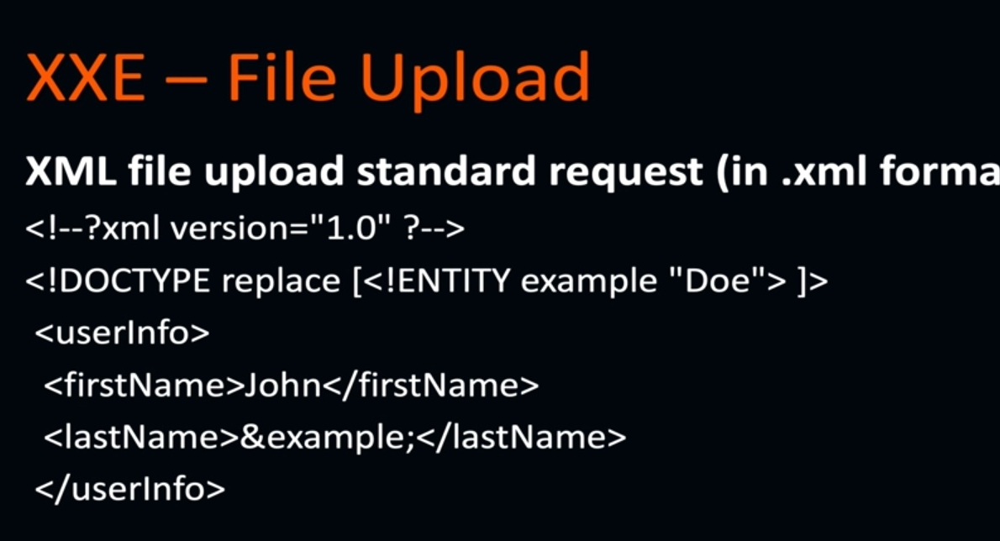 XXE – File Upload
XML file upload standard request (in .xml forma
<!--?xml version="1.0" ?-->
<!DOCTYPE replace [<!ENTITY example "Doe"> ]>
<userInfo>
<firstName>John</firstName>
<lastName>&example;</lastName>
</userInfo>